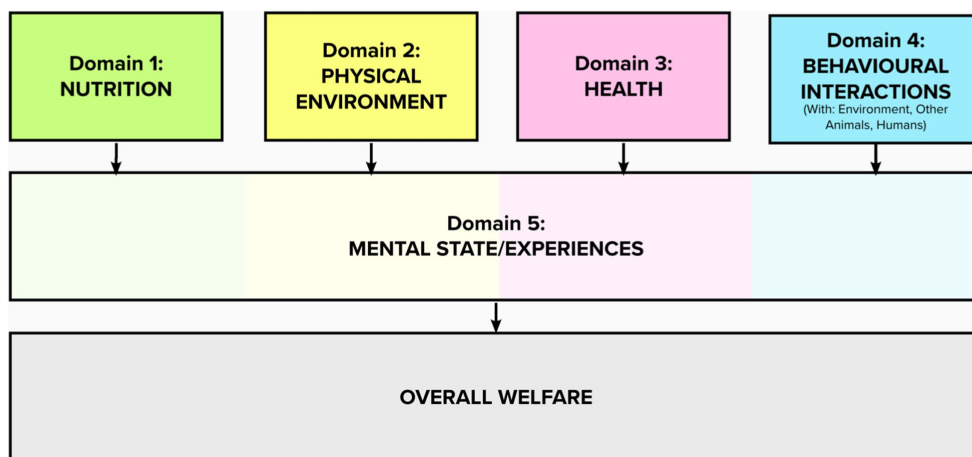 Domain 1:
NUTRITION
Domain 2:
PHYSICAL
ENVIRONMENT
Domain 3:
HEALTH
Domain 4:
BEHAVIOURAL
INTERACTIONS
(With: Environment, Other
Animals, Humans)
Domain 5:
MENTAL STATE/EXPERIENCES
OVERALL WELFARE